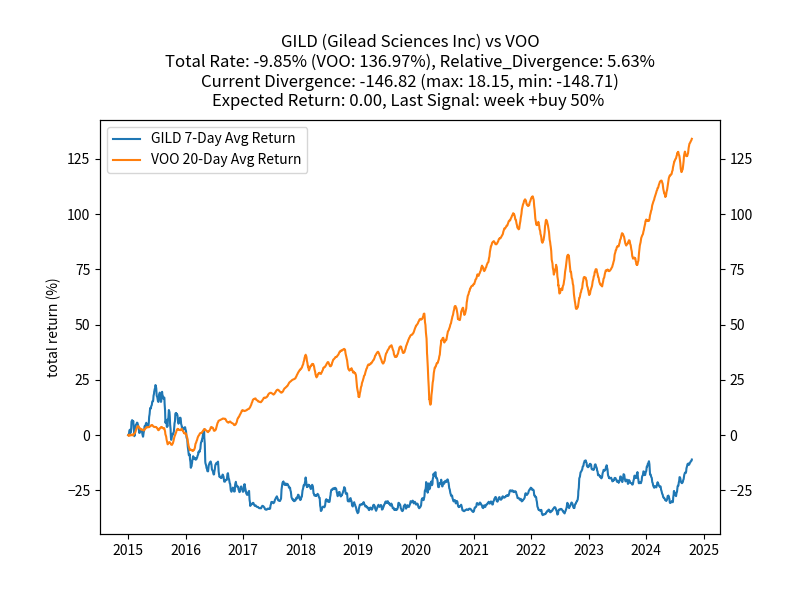 GILD (Gilead Sciences Inc) vs VOO
Total Rate: -9.85% (VOO: 136.97%), Relative_Divergence: 5.63%
Current Divergence: -146.82 (max: 18.15, min: -148.71)
Expected Return: 0.00, Last Signal: week +buy 50%
GILD 7-Day Avg Return
VOO 20-Day Avg Return
total return (%)
125
100
75
50
25
0
−25
125
100
75
50
25
0
−25
2015 2016 2017 2018 2019 2020 2021 2022 2023 2024 2025